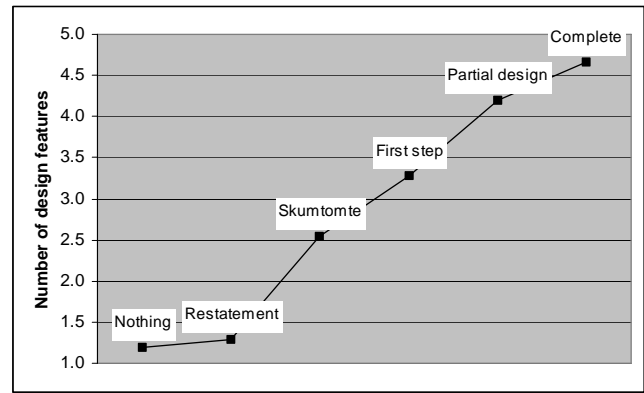 5.0
4.5
4.0
3.5
3.0
2.5
2.0
1.5
1.0
Number of design features
Nothing
Restatement
Skumtomte
First step
Partial design
Complete